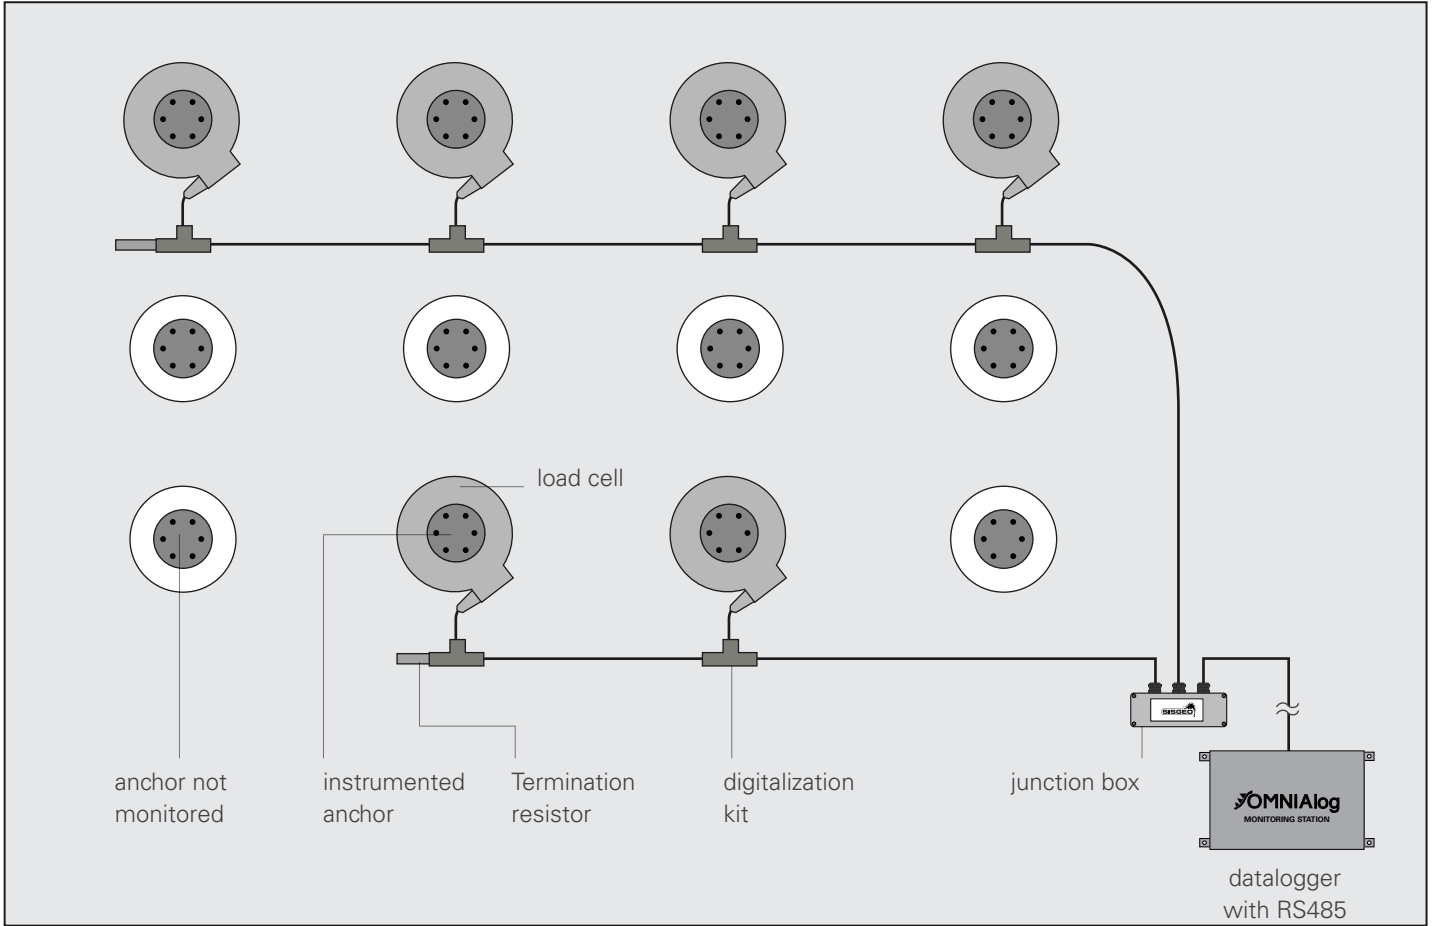 load cell
anchor not
monitored
instrumented
anchor
Termination
resistor
digitalization
kit
junction box
SISGEO
OMNIAlog
MONITORING STATION
datalogger
with RS485